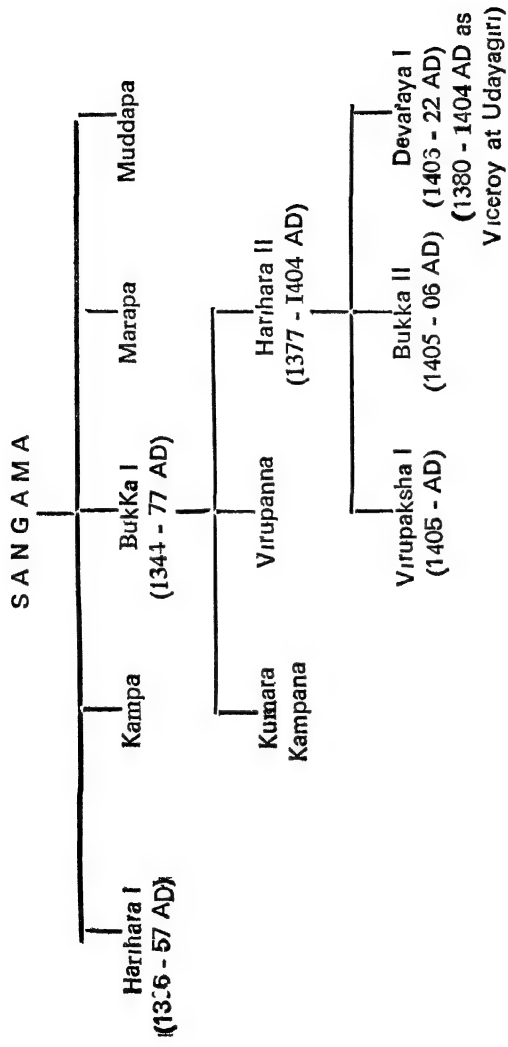 SANGAMA
Harihara I
- 57 AD)
Kampa
BukKa I
(1344 - 77 AD)
Marapa
Muddapa
Kumara
Kampana
Virupanna
Harihara II
(1377 - 1404 AD)
Virupaksha I
(1405 - AD)
Bukka II
(1405 - 06 AD)
Devaraya I
(1406 - 22 AD)
(1380 - 1404 AD as
Viceroy at Udayagiri)